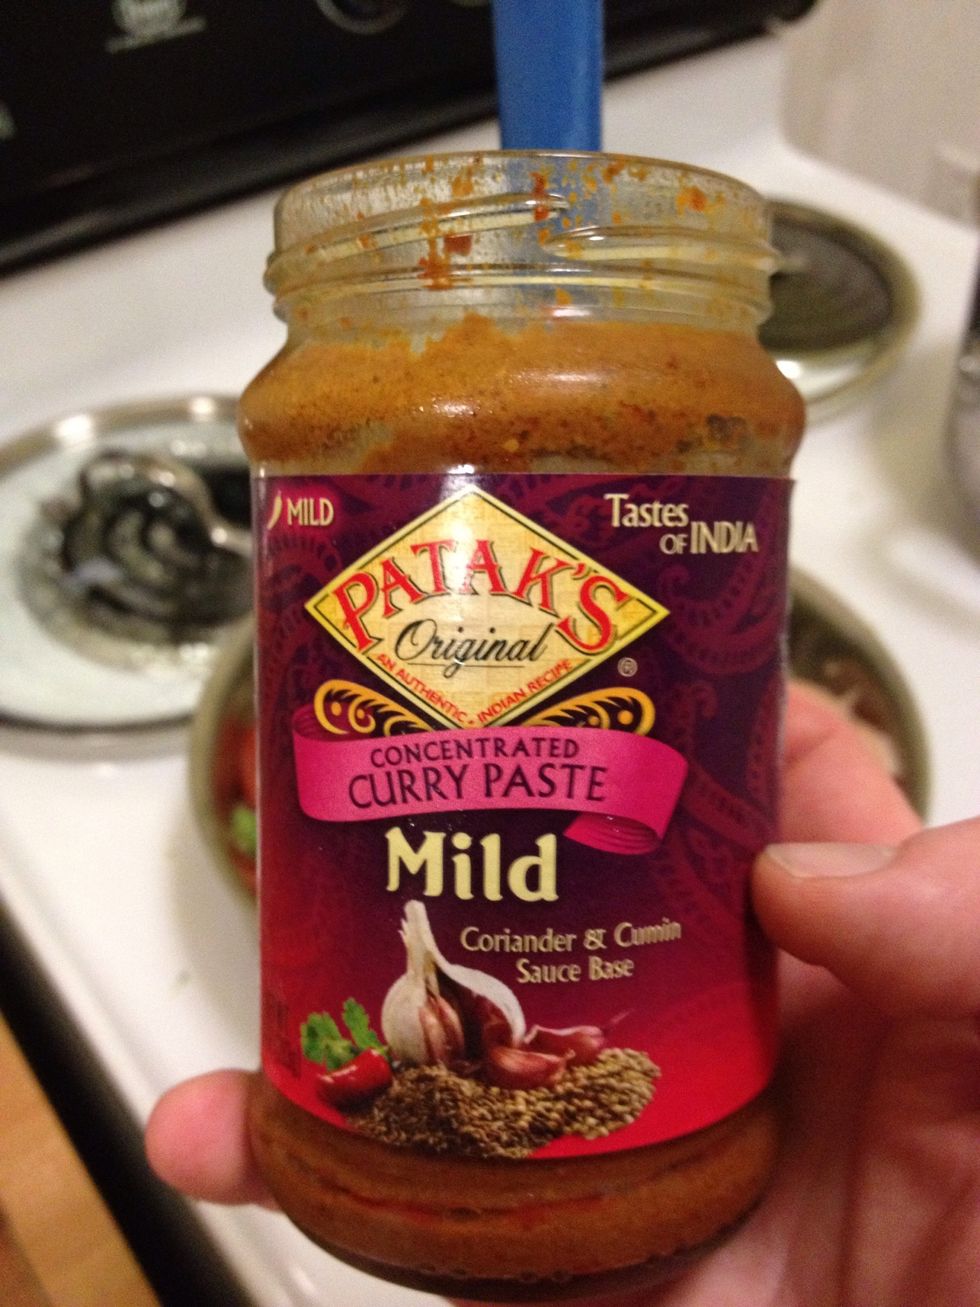 MILD
Tastes
OF INDIA
PATAK'S
Original
®
AN AUTHENTIC · INDIAN RECIPE
CONCENTRATED
CURRY PASTE
Mild
Coriander & Cumin
Sauce Base